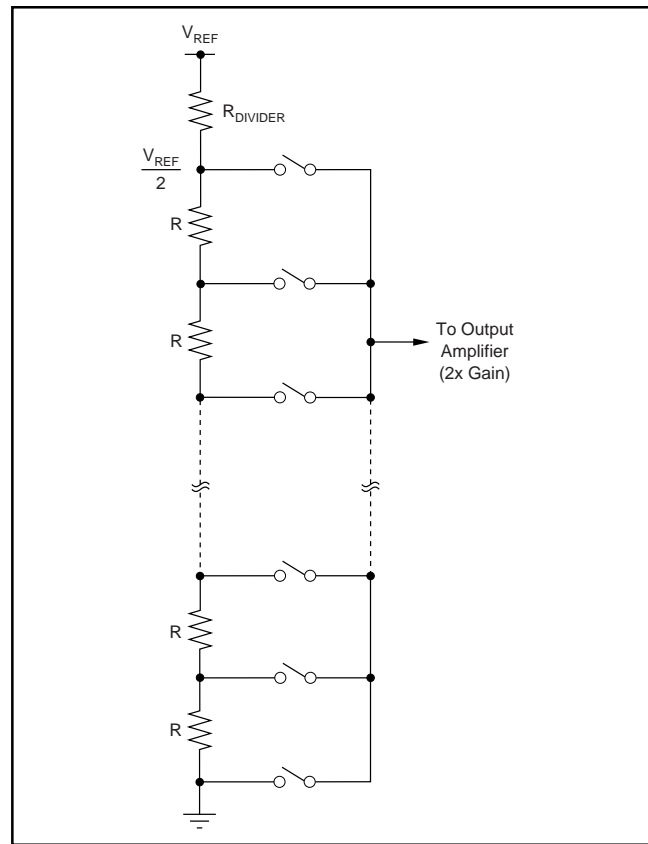 VREF
RDIVIDER
VREF
2
R
R
To Output
Amplifier
(2x Gain)
R
R